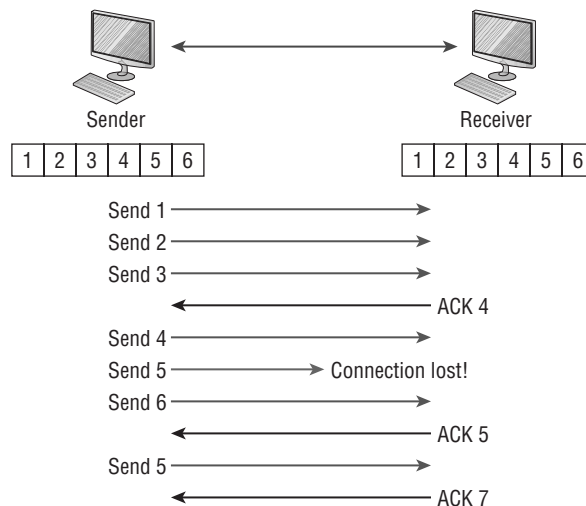 Sender Receiver
1 2 3 4 5 6 1 2 3 4 5 6
Send 1
Send 2
Send 3
ACK 4
Send 4
Send 5 Connection lost!
Send 6
ACK 5
Send 5
ACK 7